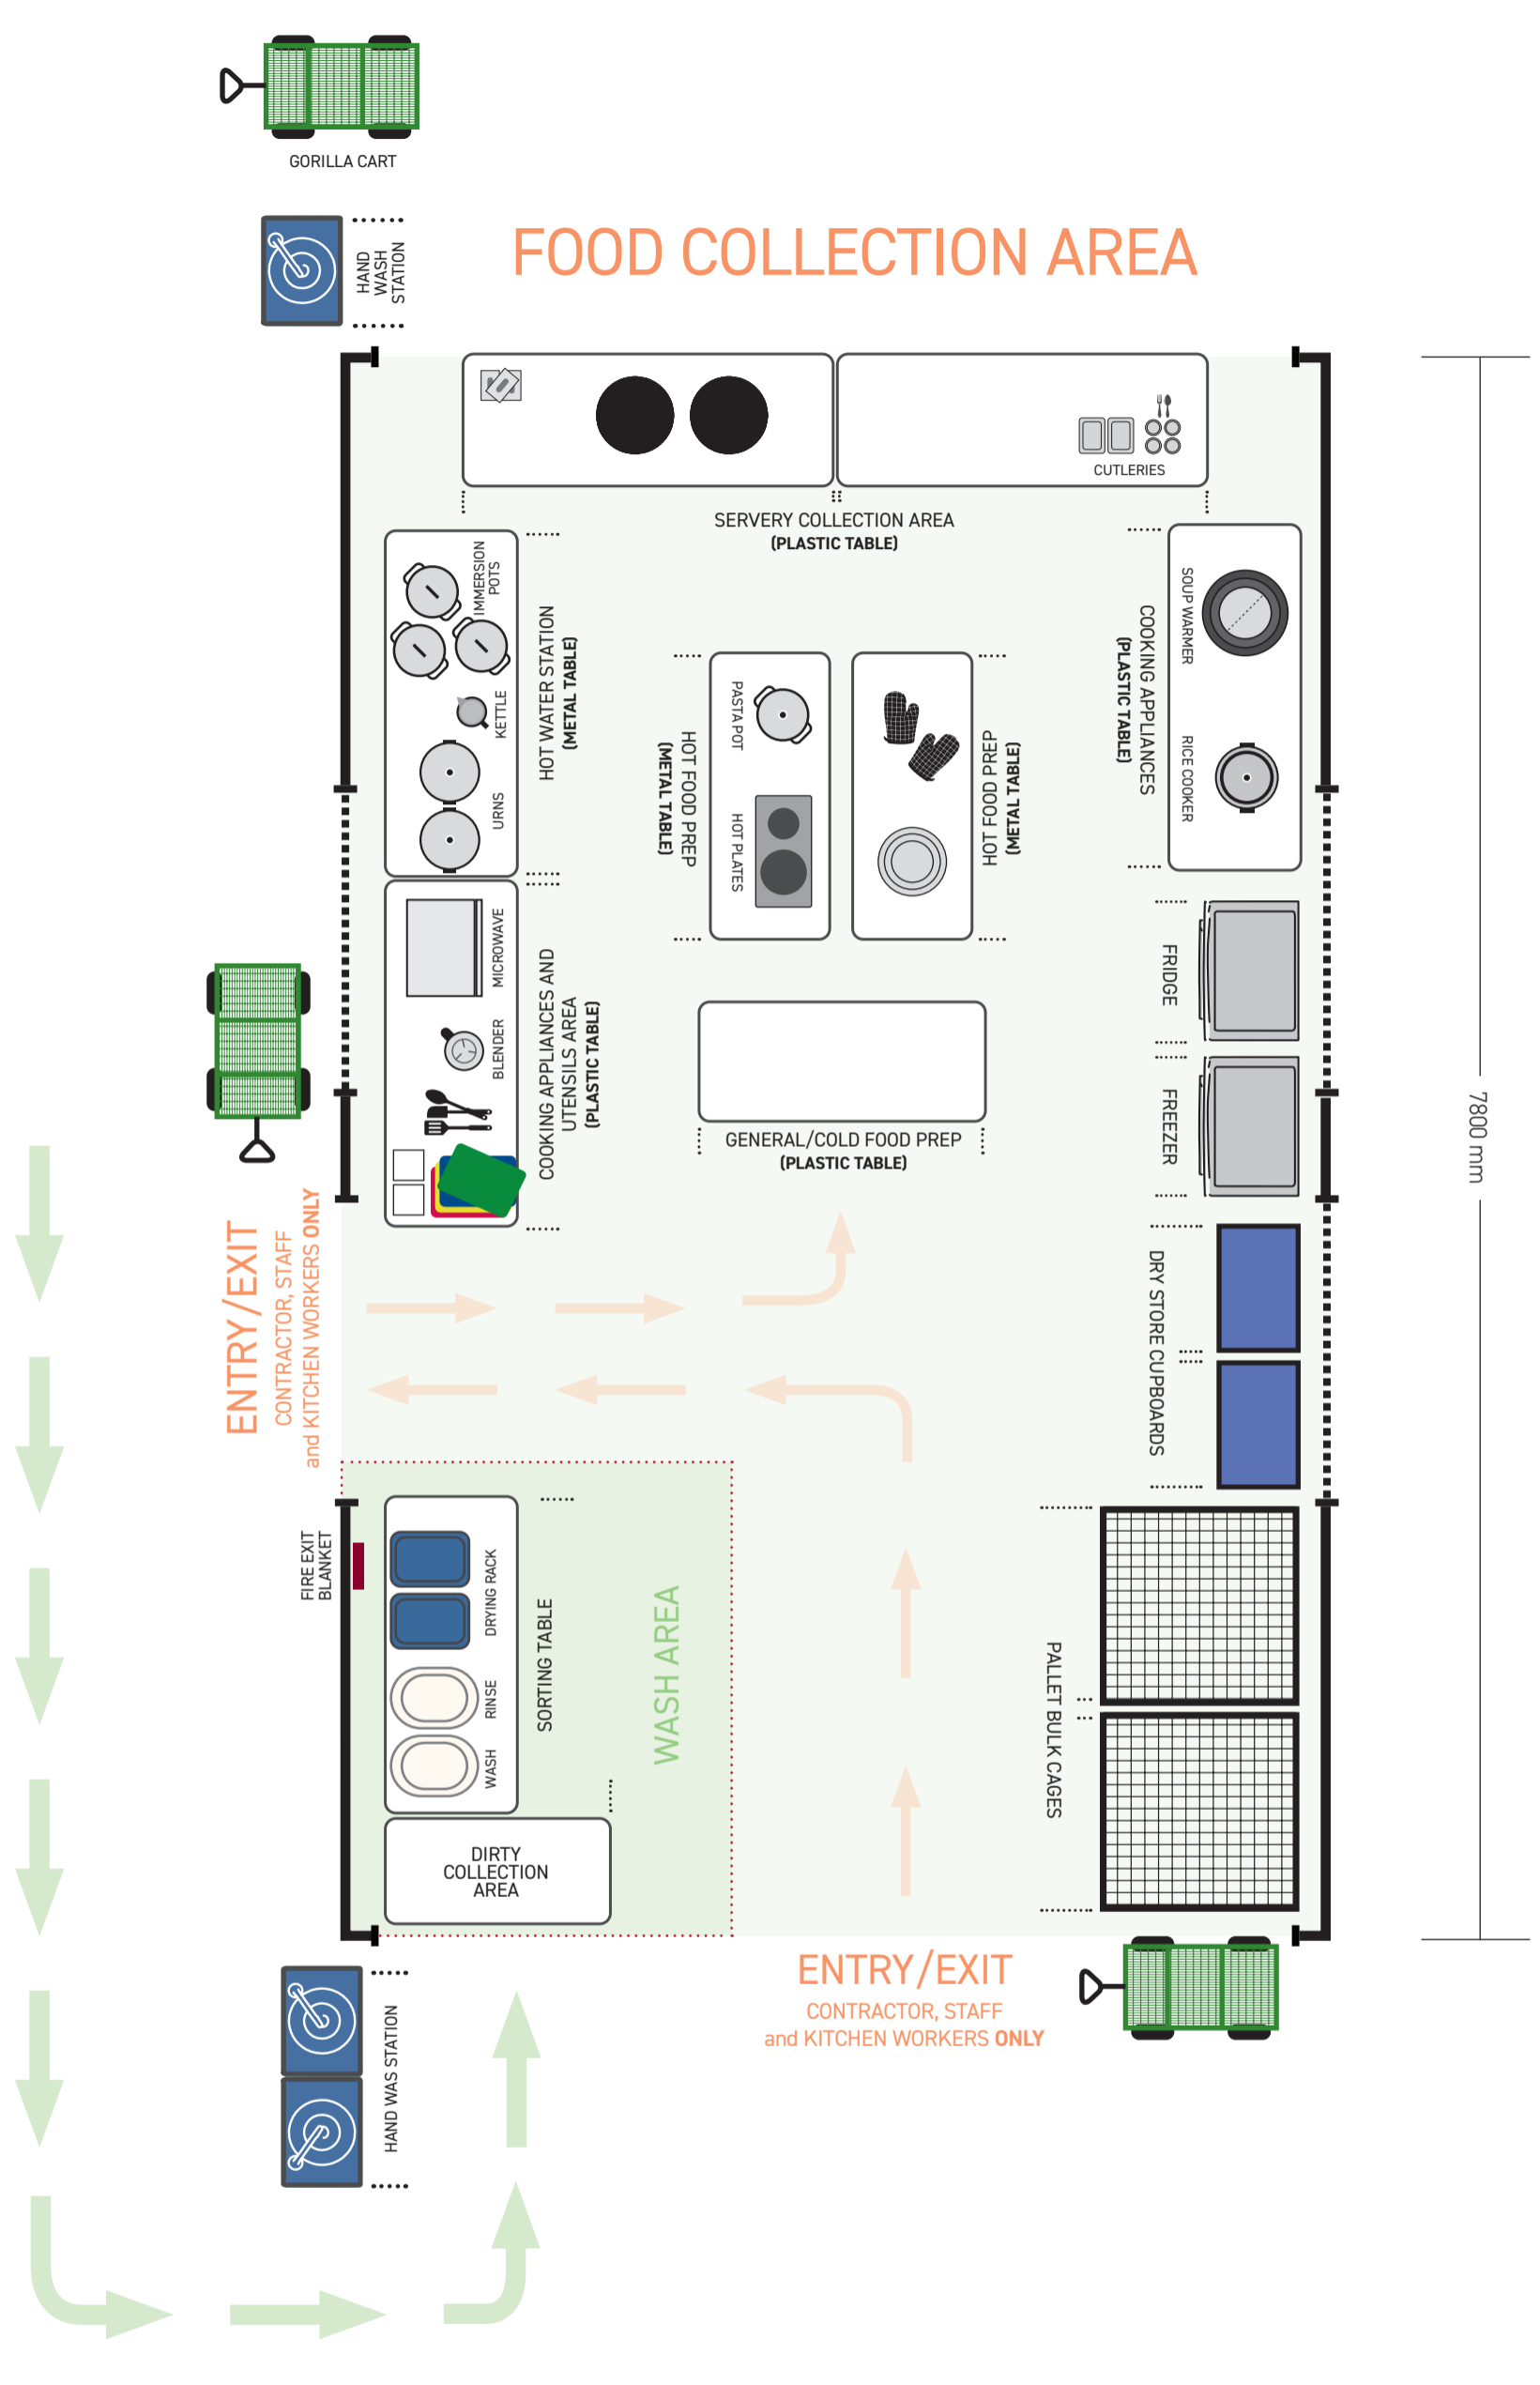 GORILLA CART
HAND
WASH
STATION
FOOD COLLECTION AREA
CUTLERIES
SERVERY COLLECTION AREA
(PLASTIC TABLE)
IMMERSION
POTS
KETTLE
URNS
HOT WATER STATION
(METAL TABLE)
PASTA POT
HOT PLATES
HOT FOOD PREP
(METAL TABLE)
HOT FOOD PREP
(METAL TABLE)
SOUP WARMER
RICE COOKER
COOKING APPLIANCES
(PLASTIC TABLE)
MICROWAVE
BLENDER
COOKING APPLIANCES AND
UTENSILS AREA
(PLASTIC TABLE)
FRIDGE
FREEZER
GENERAL/COLD FOOD PREP
(PLASTIC TABLE)
7800 mm
ENTRY/EXIT
CONTRACTOR, STAFF
and KITCHEN WORKERS ONLY
DRY STORE CUPBOARDS
FIRE EXIT
BLANKET
DRYING RACK
RINSE
WASH
SORTING TABLE
WASH AREA
PALLET BULK CAGES
DIRTY
COLLECTION
AREA
ENTRY/EXIT
CONTRACTOR, STAFF
and KITCHEN WORKERS ONLY
HAND WAS STATION